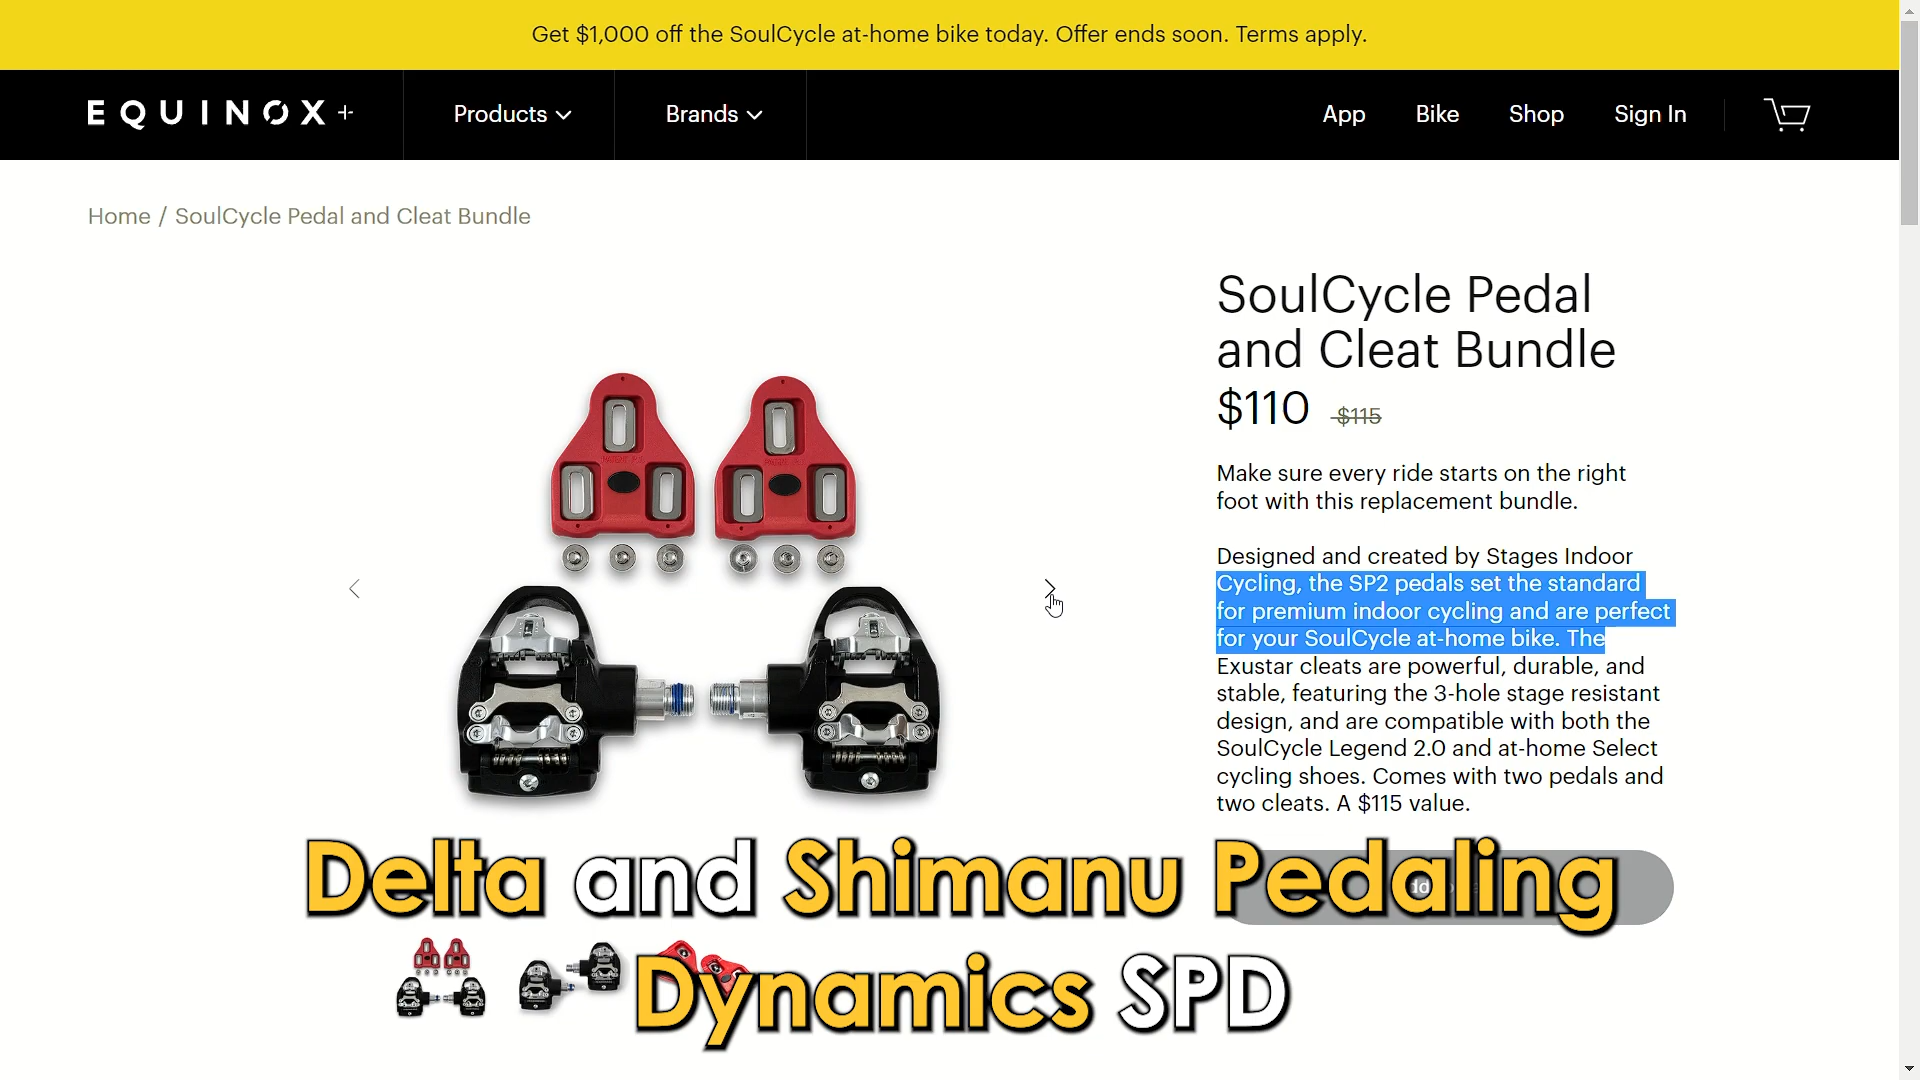 Get $1,000 off the SoulCycle at-home bike today. Offer ends soon. Terms apply.
EQUINOX+
Products
Brands
App
Bike
Shop
Sign In
Home / SoulCycle Pedal and Cleat Bundle
SoulCycle Pedal
and Cleat Bundle
$110 $115
Make sure every ride starts on the right
foot with this replacement bundle.
Designed and created by Stages Indoor
Cycling, the SP2 pedals set the standard
for premium indoor cycling and are perfect
for your SoulCycle at-home bike. The
Exustar cleats are powerful, durable, and
stable, featuring the 3-hole stage resistant
design, and are compatible with both the
SoulCycle Legend 2.0 and at-home Select
cycling shoes. Comes with two pedals and
two cleats. A $115 value.
Delta and Shimanu Pedaling
Dynamics SPD